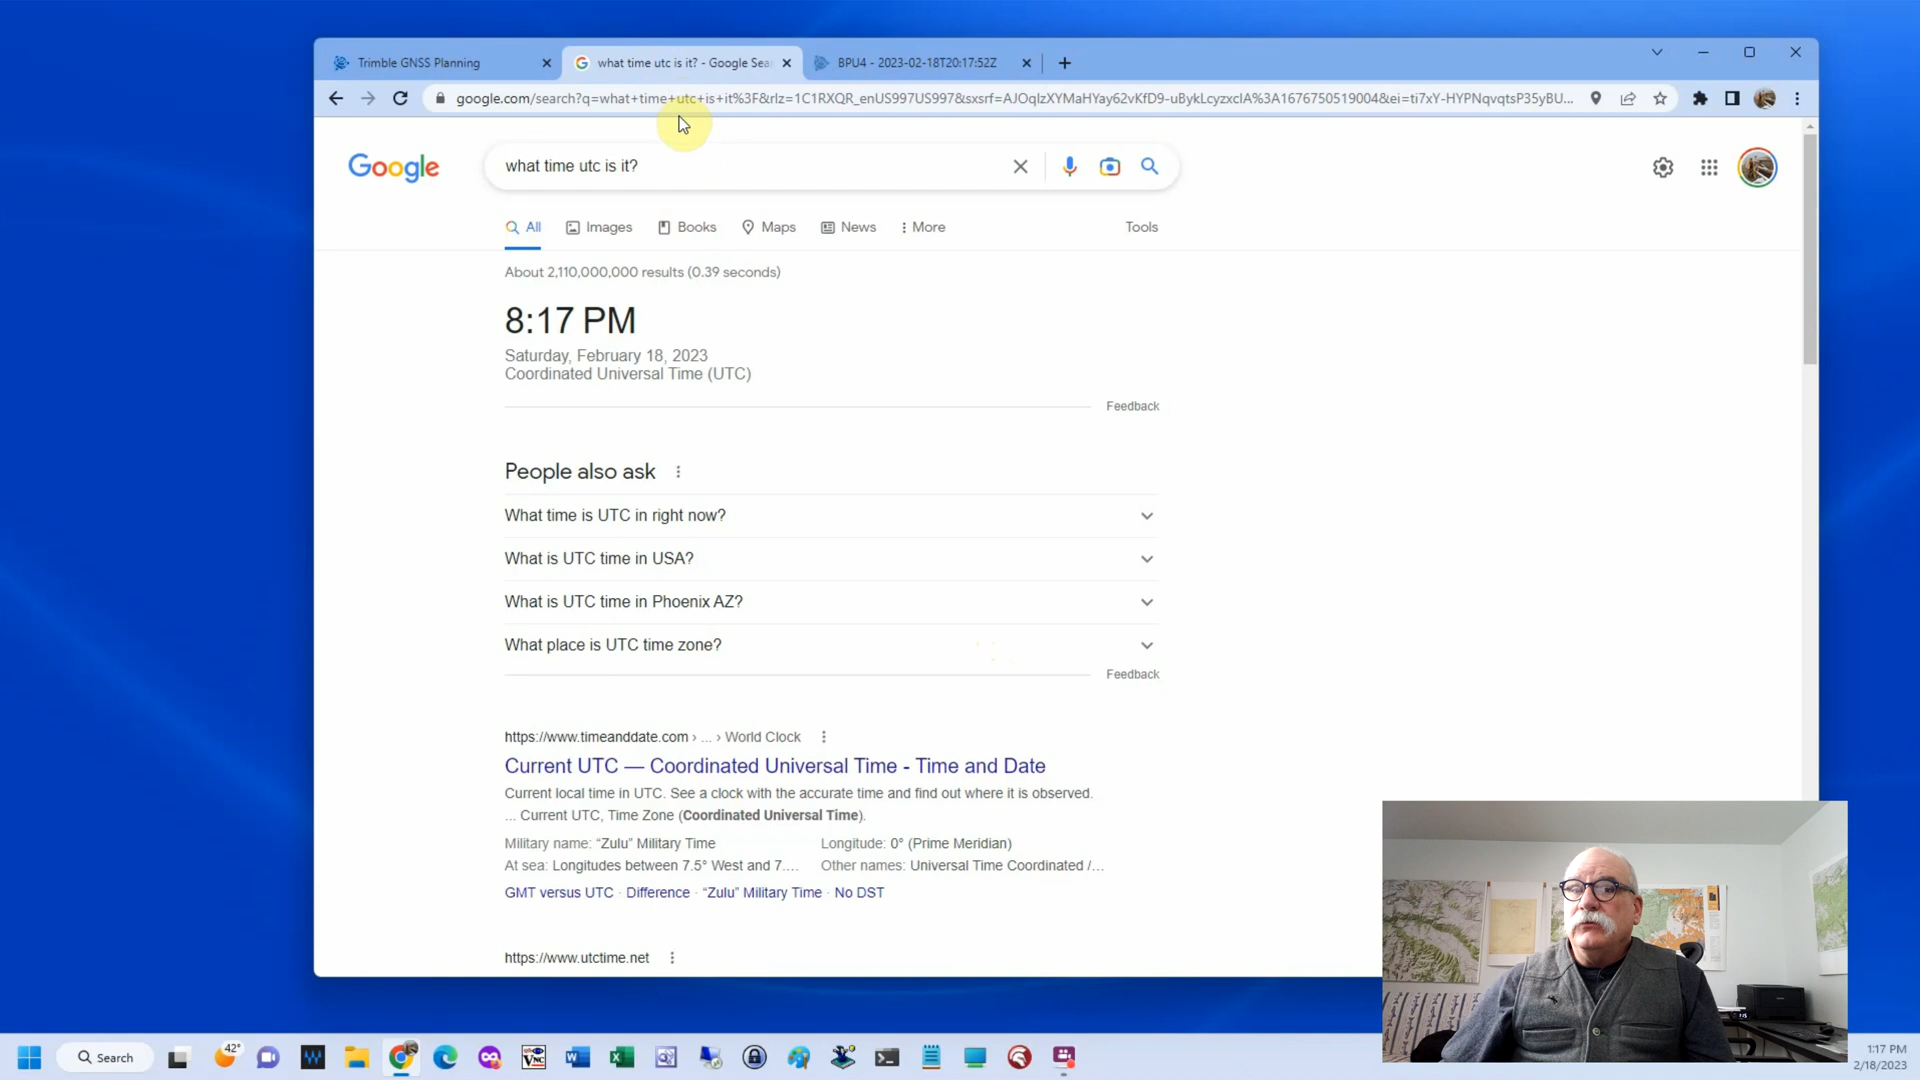 Trimble GNSS Planning
what time utc is it? - Google Sea
BPU4 - 2023-02-18T20:17:52Z
google.com/search?q=what+time+utc+is+it%3F&rlz=1C1RXQR_enUS997US997&sxsrf=AJOqlzXYMaHYay62vKfD9-uBykLcyzxclA%3A1676750519004&ei=ti7xY-HYPNqvqtsP35yBU...
Google
what time utc is it?
All
Images
Books
Maps
News
More
Tools
About 2,110,000,000 results (0.39 seconds)
8:17 PM
Saturday, February 18, 2023
Coordinated Universal Time (UTC)
Feedback
People also ask
What time is UTC in right now?
What is UTC time in USA?
What is UTC time in Phoenix AZ?
What place is UTC time zone?
Feedback
https://www.timeanddate.com › ... › World Clock
Current UTC — Coordinated Universal Time - Time and Date
Current local time in UTC. See a clock with the accurate time and find out where it is observed.
... Current UTC, Time Zone (Coordinated Universal Time).
Military name: “Zulu” Military Time
Longitude: 0° (Prime Meridian)
At sea: Longitudes between 7.5° West and 7....
Other names: Universal Time Coordinated /...
GMT versus UTC · Difference · “Zulu” Military Time · No DST
https://www.utctime.net
42°
Search
VNC
1:17 PM
2/18/2023